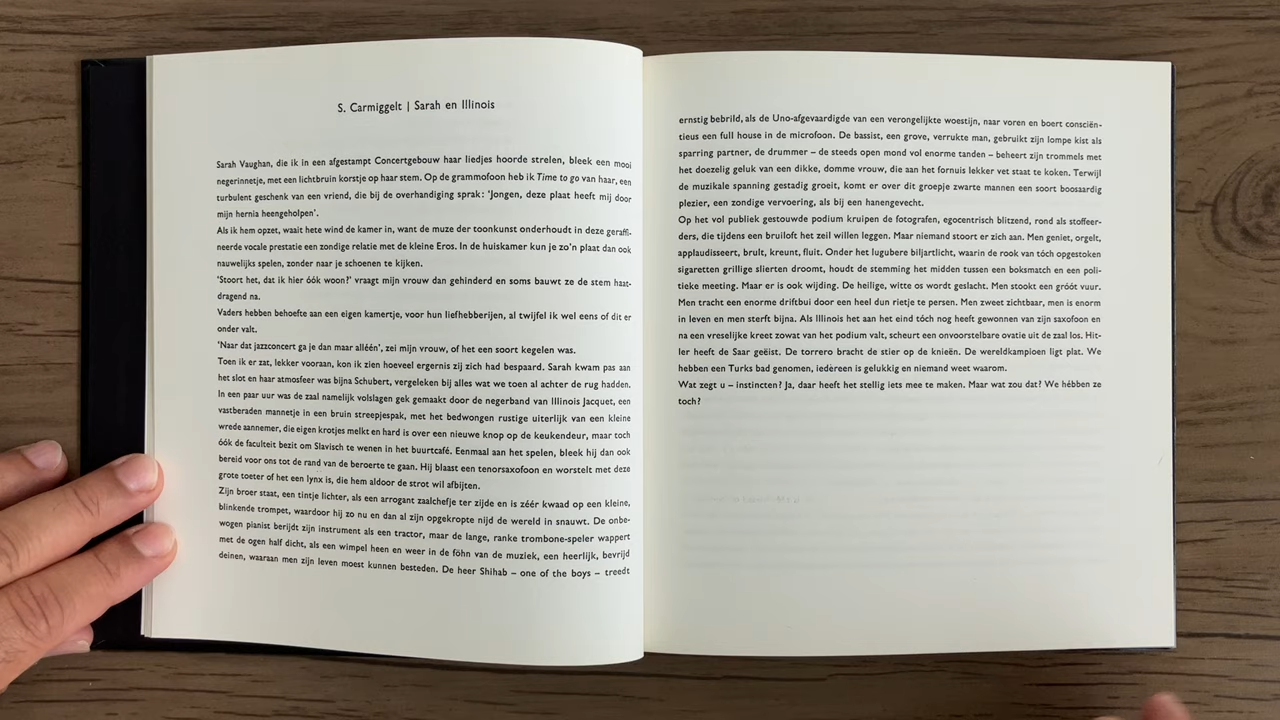 S. Carmiggelt | Sarah en Illinois
Sarah Vaughan, die ik in een afgestampt Concertgebouw haar liedjes hoorde strelen, bleek een mooi
negerinnetje, met een lichtbruin korstje op haar stem. Op de grammofoon heb ik Time to go van haar, een
turbulent geschenk van een vriend, die bij de overhandiging sprak: 'Jongen, deze plaat heeft mij door
mijn hernia heengeholpen'.
Als ik hem opzet, waait hete wind de kamer in, want de muze der toonkunst onderhoudt in deze geraffi-
neerde vocale prestatie een zondige relatie met de kleine Eros. In de huiskamer kun je zo'n plaat dan ook
nauwelijks spelen, zonder naar je schoenen te kijken.
'Stoort het, dat ik hier óók woon?' vraagt mijn vrouw dan gehinderd en soms bauwt ze de stem haat-
dragend na.
Vaders hebben behoefte aan een eigen kamertje, voor hun liefhebberijen, al twijfel ik wel eens of dit er
onder valt.
'Naar dat jazzconcert ga je dan maar alléén', zei mijn vrouw, of het een soort kegelen was.
Toen ik er zat, lekker vooraan, kon ik zien hoeveel ergernis zij zich had bespaard. Sarah kwam pas aan
het slot en haar atmosfeer was bijna Schubert, vergeleken bij alles wat we toen al achter de rug hadden.
In een paar uur was de zaal namelijk volslagen gek gemaakt door de negerband van Illinois Jacquet, een
vastberaden mannetje in een bruin streepjespak, met het bedwongen rustige uiterlijk van een kleine
wrede aannemer, die eigen krotjes melkt en hard is over een nieuwe knop op de keukendeur, maar toch
óók de faculteit bezit om Slavisch te wenen in het buurtcafé. Eenmaal aan het spelen, bleek hij dan ook
bereid voor ons tot de rand van de beroerte te gaan. Hij blaast een tenorsaxofoon en worstelt met deze
grote toeter of het een lynx is, die hem aldoor de strot wil afbijten.
Zijn broer staat, een tintje lichter, als een arrogant zaalchefje ter zijde en is zéér kwaad op een kleine,
blinkende trompet, waardoor hij zo nu en dan al zijn opgekropte nijd de wereld in snauwt. De onbe-
wogen pianist berijdt zijn instrument als een tractor, maar de lange, ranke trombone-speler wappert
met de ogen half dicht, als een wimpel heen en weer in de föhn van de muziek, een heerlijk, bevrijd
deinen, waaraan men zijn leven moest kunnen besteden. De heer Shihab – one of the boys – treedt
ernstig bebrild, als de Uno-afgevaardigde van een verongelijkte woestijn, naar voren en boert consciën-
tieus een full house in de microfoon. De bassist, een grove, verrukte man, gebruikt zijn lompe kist als
sparring partner, de drummer – de steeds open mond vol enorme tanden – beheert zijn trommels met
het doezelig geluk van een dikke, domme vrouw, die aan het fornuis lekker vet staat te koken. Terwijl
de muzikale spanning gestadig groeit, komt er over dit groepje zwarte mannen een soort boosaardig
plezier, een zondige vervoering, als bij een hanengevecht.
Op het vol publiek gestouwde podium kruipen de fotografen, egocentrisch blitzend, rond als stoffeer-
ders, die tijdens een bruiloft het zeil willen leggen. Maar niemand stoort er zich aan. Men geniet, orgelt,
applaudisseert, brult, kreunt, fluit. Onder het lugubere biljartlicht, waarin de rook van tóch opgestoken
sigaretten grillige slierten droomt, houdt de stemming het midden tussen een boksmatch en een poli-
tieke meeting. Maar er is ook wijding. De heilige, witte os wordt geslacht. Men stookt een gróót vuur.
Men tracht een enorme driftbui door een heel dun rietje te persen. Men zweet zichtbaar, men is enorm
in leven en men sterft bijna. Als Illinois het aan het eind tóch nog heeft gewonnen van zijn saxofoon en
na een vreselijke kreet zowat van het podium valt, scheurt een onvoorstelbare ovatie uit de zaal los. Hit-
ler heeft de Saar geëist. De torrero bracht de stier op de knieën. De wereldkampioen ligt plat. We
hebben een Turks bad genomen, iedèreen is gelukkig en niemand weet waarom.
Wat zegt u – instincten? Ja, daar heeft het stellig iets mee te maken. Maar wat zou dat? We hébben ze
toch?